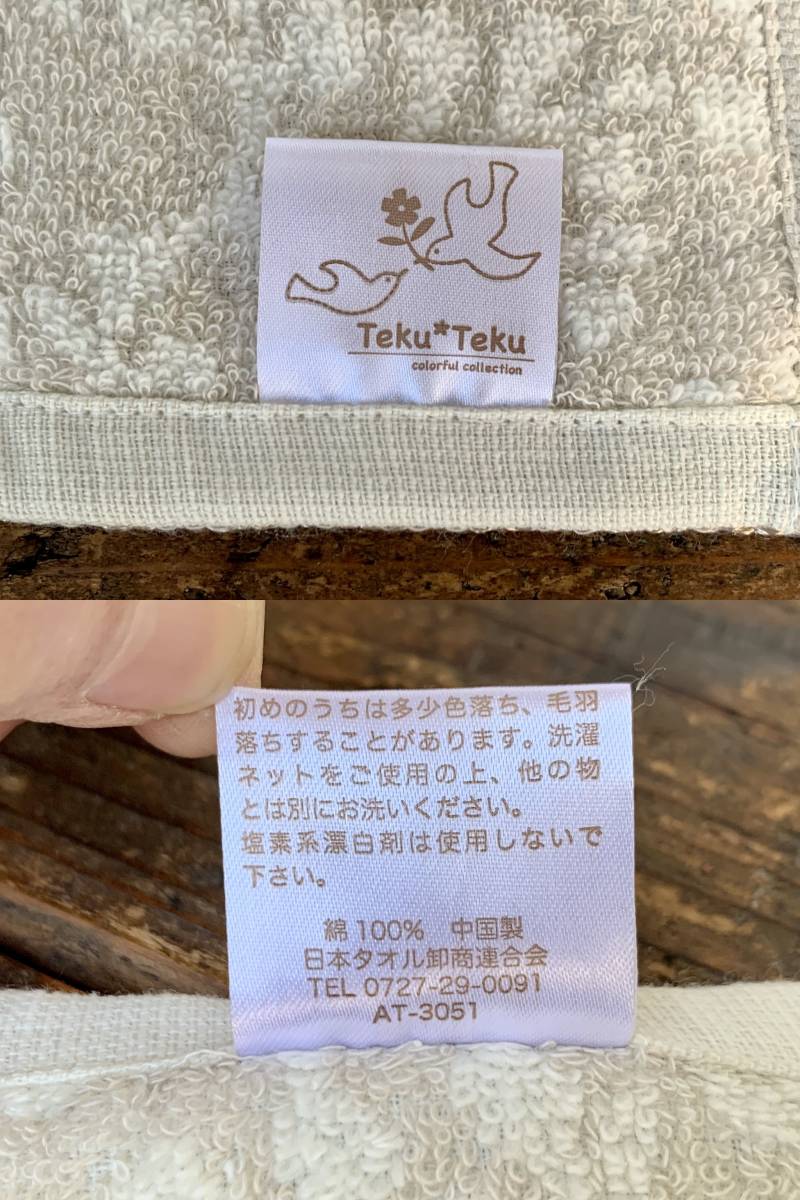 Teku*Teku
colorful collection
初めのうちは多少色落ち、毛羽
落ちすることがあります。洗濯
ネットをご使用の上、他の物
とは別にお洗いください。
塩素系漂白剤は使用しないで
下さい。
綿100% 中国製
日本タオル卸商連合会
TEL 0727-29-0091
AT-3051